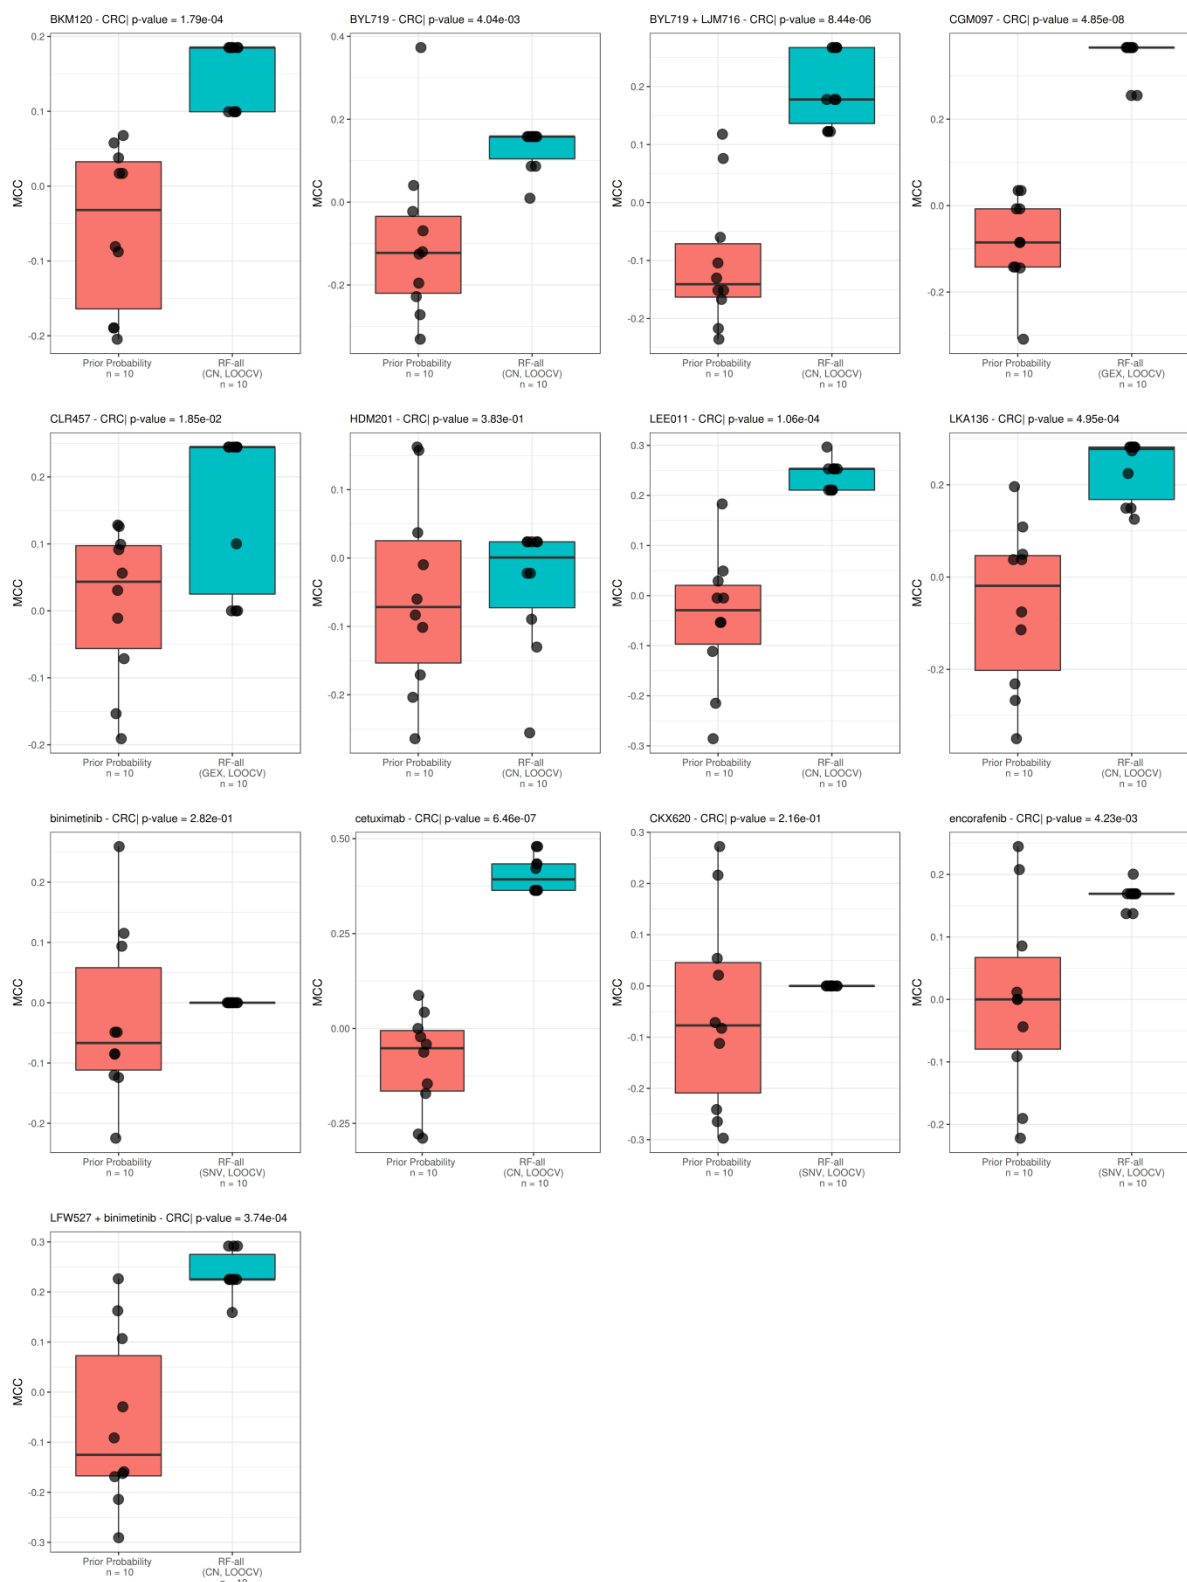 BKM120 - CRC| p-value = 1.79e-04
MCC
0.2
0.1
0.0
-0.1
-0.2
Prior Probability
n = 10
RF-all
(CN, LOOCV)
n = 10
BYL719 - CRC| p-value = 4.04e-03
MCC
0.4
0.2
0.0
-0.2
Prior Probability
n = 10
RF-all
(CN, LOOCV)
n = 10
BYL719 + LJM716 - CRC| p-value = 8.44e-06
MCC
0.2
0.1
0.0
-0.1
-0.2
Prior Probability
n = 10
RF-all
(CN, LOOCV)
n = 10
CGM097 - CRC| p-value = 4.85e-08
MCC
0.2
0.0
-0.2
Prior Probability
n = 10
RF-all
(GEX, LOOCV)
n = 10
CLR457 - CRC| p-value = 1.85e-02
MCC
0.2
0.1
0.0
-0.1
-0.2
Prior Probability
n = 10
RF-all
(GEX, LOOCV)
n = 10
HDM201 - CRC| p-value = 3.83e-01
MCC
0.1
0.0
-0.1
-0.2
Prior Probability
n = 10
RF-all
(CN, LOOCV)
n = 10
LEE011 - CRC| p-value = 1.06e-04
MCC
0.3
0.2
0.1
0.0
-0.1
-0.2
-0.3
Prior Probability
n = 10
RF-all
(CN, LOOCV)
n = 10
LKA136 - CRC| p-value = 4.95e-04
MCC
0.2
0.0
-0.2
Prior Probability
n = 10
RF-all
(CN, LOOCV)
n = 10
binimetinib - CRC| p-value = 2.82e-01
MCC
0.2
0.1
0.0
-0.1
-0.2
Prior Probability
n = 10
RF-all
(SNV, LOOCV)
n = 10
cetuximab - CRC| p-value = 6.46e-07
MCC
0.50
0.25
0.00
-0.25
Prior Probability
n = 10
RF-all
(CN, LOOCV)
n = 10
CKX620 - CRC| p-value = 2.16e-01
MCC
0.3
0.2
0.1
0.0
-0.1
-0.2
-0.3
Prior Probability
n = 10
RF-all
(SNV, LOOCV)
n = 10
encorafenib - CRC| p-value = 4.23e-03
MCC
0.2
0.1
0.0
-0.1
-0.2
Prior Probability
n = 10
RF-all
(SNV, LOOCV)
n = 10
LFW527 + binimetinib - CRC| p-value = 3.74e-04
MCC
0.3
0.2
0.1
0.0
-0.1
-0.2
-0.3
Prior Probability
n = 10
RF-all
(CN, LOOCV)